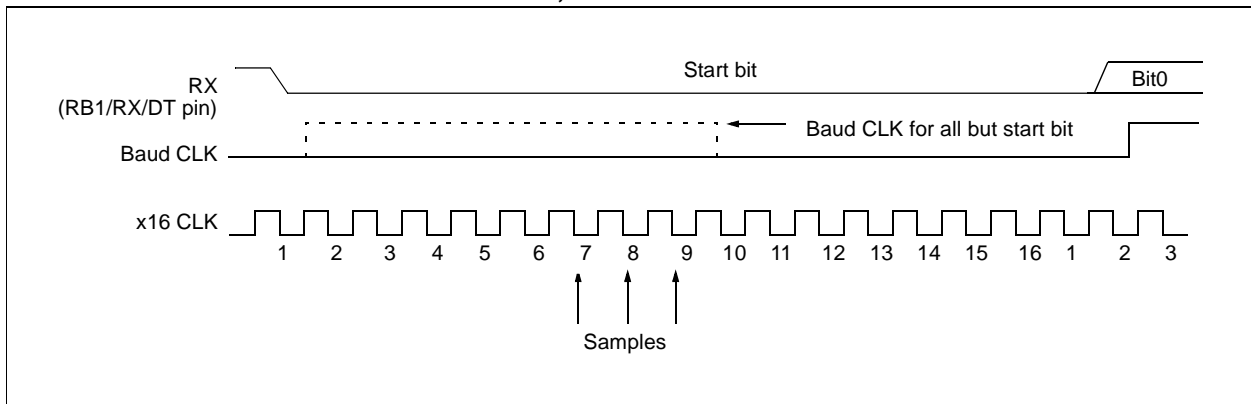 Start bit
RX
Bit0
(RB1/RX/DT pin)
Baud CLK for all but start bit
Baud CLK
x16 CLK
1 2 3 4 5 6 7 8 9 10 11 12 13 14 15 16 1 2 3
Samples